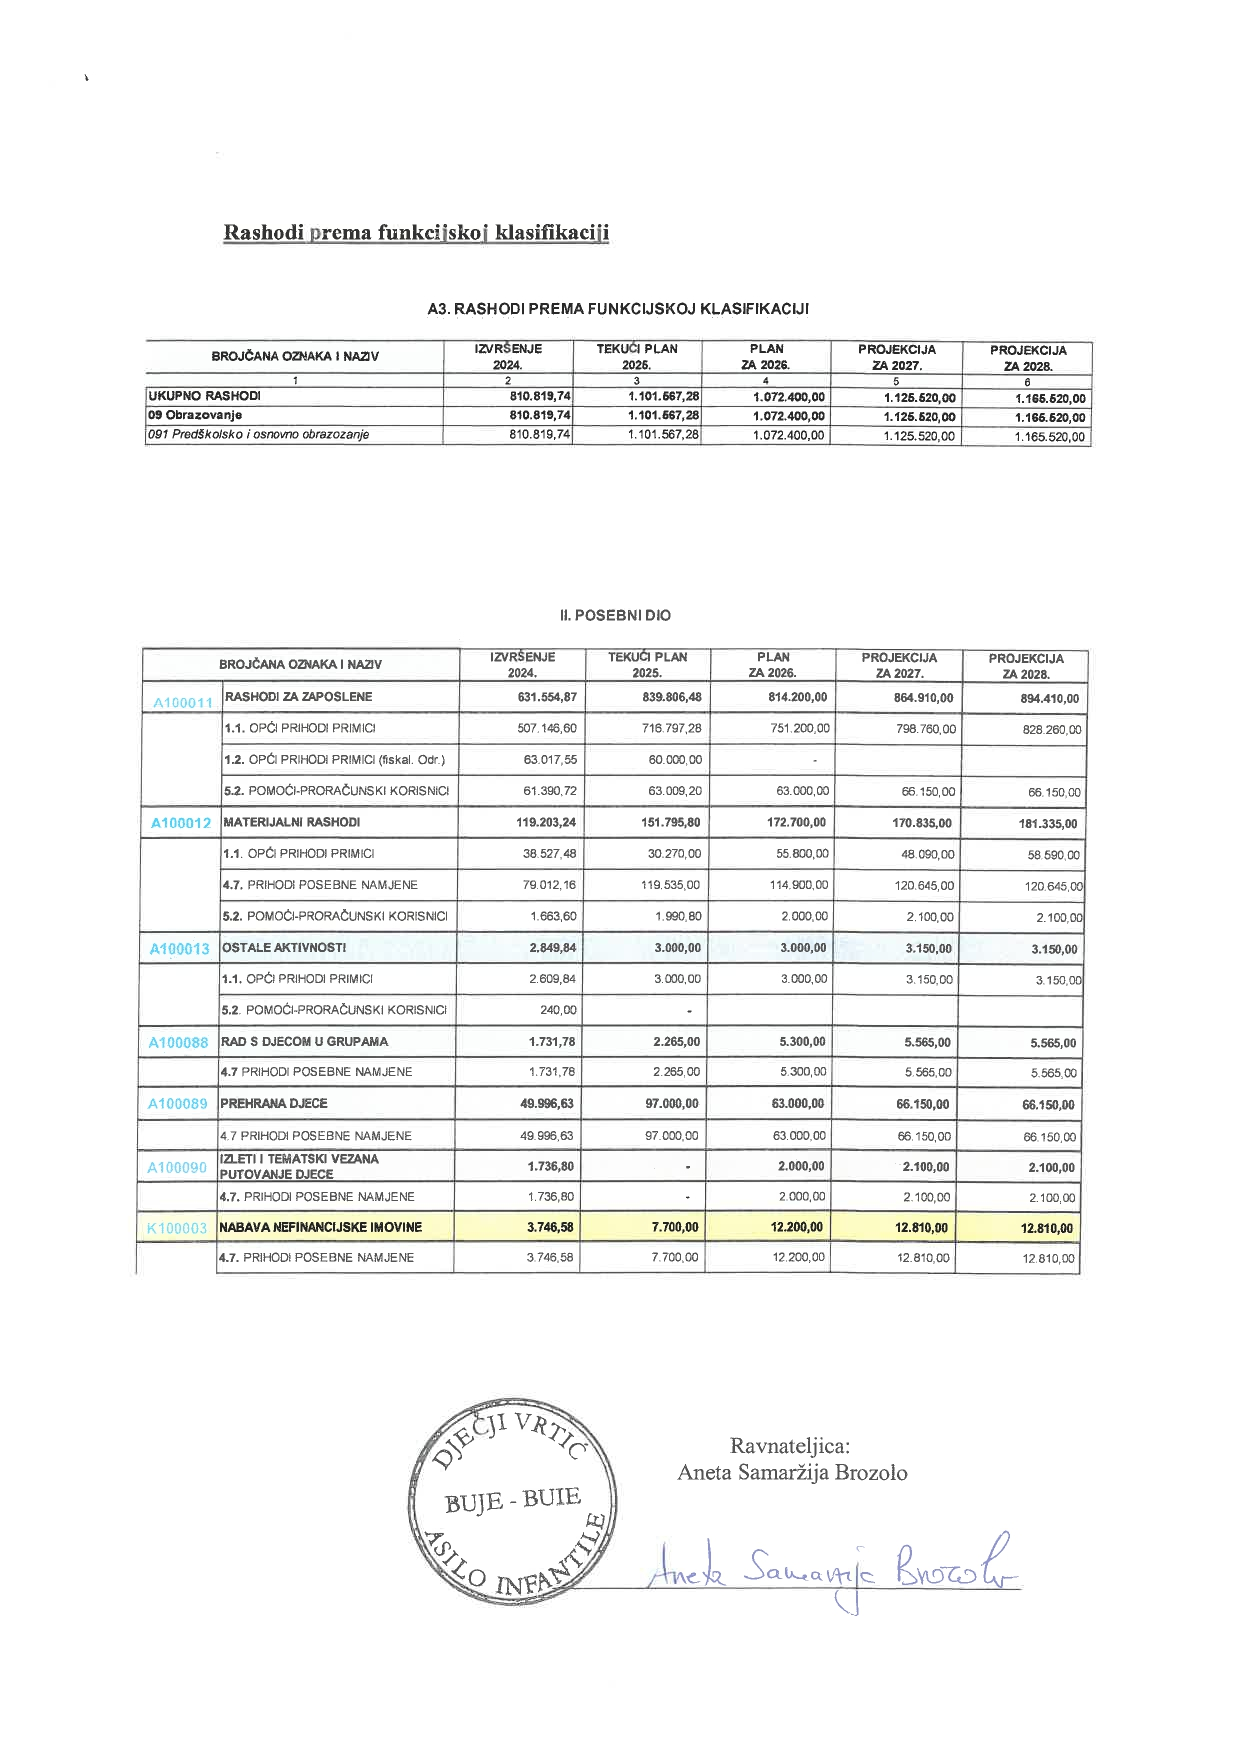 Rashodi prema funkcijskoj klasifikaciji
A3. RASHODI PREMA FUNKCIJSKOJ KLASIFIKACIJI
BROJČANA OZNAKA I NAZIV IZVRŠENJE 2024. TEKUĆI PLAN 2025. PLAN ZA 2026. PROJEKCIJA ZA 2027. PROJEKCIJA ZA 2028.
1 2 3 4 5 6
UKUPNO RASHODI 810.819,74 1.101.567,28 1.072.400,00 1.125.520,00 1.165.520,00
09 Obrazovanje 810.819,74 1.101.567,28 1.072.400,00 1.125.520,00 1.165.520,00
091 Predškolsko i osnovno obrazozanje 810.819,74 1.101.567,28 1.072.400,00 1.125.520,00 1.165.520,00
II. POSEBNI DIO
BROJČANA OZNAKA I NAZIV IZVRŠENJE 2024. TEKUĆI PLAN 2025. PLAN ZA 2026. PROJEKCIJA ZA 2027. PROJEKCIJA ZA 2028.
A100011 RASHODI ZA ZAPOSLENE 631.554,87 839.806,48 814.200,00 864.910,00 894.410,00
1.1. OPĆI PRIHODI PRIMICI 507.146,60 716.797,28 751.200,00 798.760,00 828.260,00
1.2. OPĆI PRIHODI PRIMICI (fiskal. Odr.) 63.017,55 60.000,00 -
5.2. POMOĆI-PRORAČUNSKI KORISNICI 61.390,72 63.009,20 63.000,00 66.150,00 66.150,00
A100012 MATERIJALNI RASHODI 119.203,24 151.795,80 172.700,00 170.835,00 181.335,00
1.1. OPĆI PRIHODI PRIMICI 38.527,48 30.270,00 55.800,00 48.090,00 58.590,00
4.7. PRIHODI POSEBNE NAMJENE 79.012,16 119.535,00 114.900,00 120.645,00 120.645,00
5.2. POMOĆI-PRORAČUNSKI KORISNICI 1.663,60 1.990,80 2.000,00 2.100,00 2.100,00
A100013 OSTALE AKTIVNOSTI 2.849,84 3.000,00 3.000,00 3.150,00 3.150,00
1.1. OPĆI PRIHODI PRIMICI 2.609,84 3.000,00 3.000,00 3.150,00 3.150,00
5.2. POMOĆI-PRORAČUNSKI KORISNICI 240,00 -
A100088 RAD S DJECOM U GRUPAMA 1.731,78 2.265,00 5.300,00 5.565,00 5.565,00
4.7 PRIHODI POSEBNE NAMJENE 1.731,78 2.265,00 5.300,00 5.565,00 5.565,00
A100089 PREHRANA DJECE 49.996,63 97.000,00 63.000,00 66.150,00 66.150,00
4.7 PRIHODI POSEBNE NAMJENE 49.996,63 97.000,00 63.000,00 66.150,00 66.150,00
A100090 IZLETI I TEMATSKI VEZANA PUTOVANJE DJECE 1.736,80 - 2.000,00 2.100,00 2.100,00
4.7. PRIHODI POSEBNE NAMJENE 1.736,80 - 2.000,00 2.100,00 2.100,00
K100003 NABAVA NEFINANCIJSKE IMOVINE 3.746,58 7.700,00 12.200,00 12.810,00 12.810,00
4.7. PRIHODI POSEBNE NAMJENE 3.746,58 7.700,00 12.200,00 12.810,00 12.810,00
DJEČJI VRTIĆ
BUJE - BUIE
ASILO INFANTILE
Ravnateljica:
Aneta Samaržija Brozolo
Aneta Samaržija Brozolo